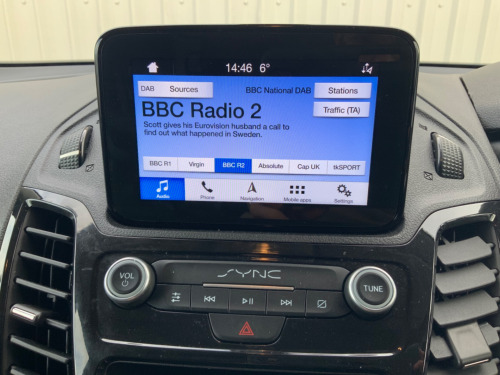 14:46 6°
DAB Sources BBC National DAB Stations
BBC Radio 2 Traffic (TA)
Scott gives his Eurovision husband a call to
find out what happened in Sweden.
BBC R1 Virgin BBC R2 Absolute Cap UK tkSPORT
Audio Phone Navigation Mobile apps Settings
VOL SYNC TUNE